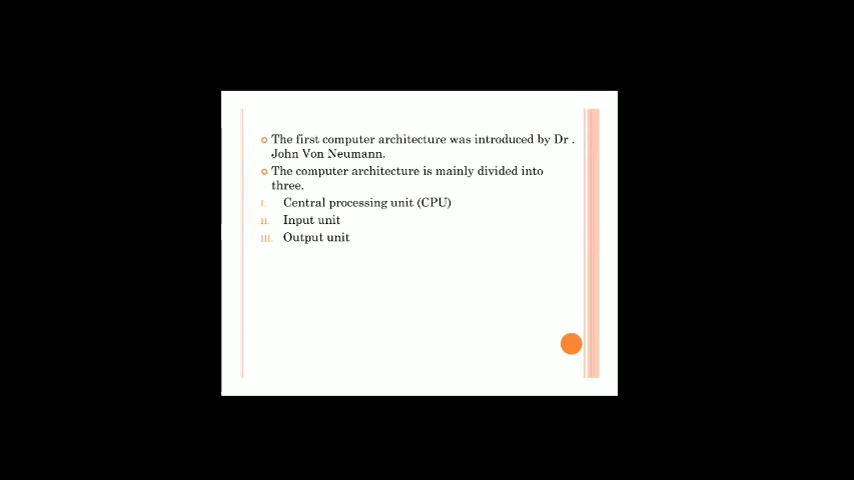 The first computer architecture was introduced by Dr .
John Von Neumann.
The computer architecture is mainly divided into
three.
I. Central processing unit (CPU)
II. Input unit
III. Output unit